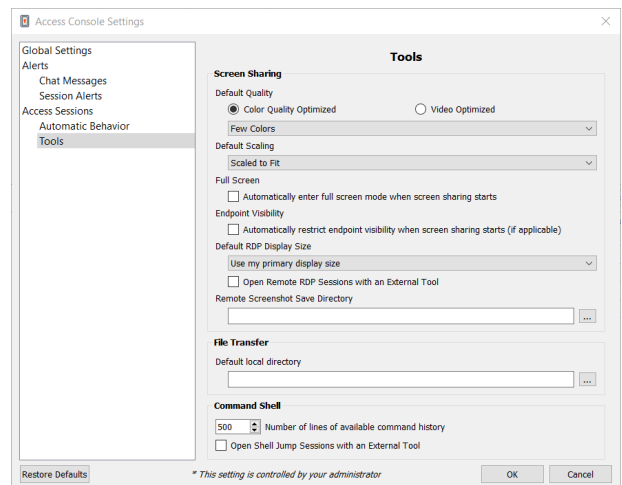 Access Console Settings
Global Settings
Alerts
Chat Messages
Session Alerts
Access Sessions
Automatic Behavior
Tools
Tools
Screen Sharing
Default Quality
Color Quality Optimized
Video Optimized
Few Colors
Default Scaling
Scaled to Fit
Full Screen
Automatically enter full screen mode when screen sharing starts
Endpoint Visibility
Automatically restrict endpoint visibility when screen sharing starts (if applicable)
Default RDP Display Size
Use my primary display size
Open Remote RDP Sessions with an External Tool
Remote Screenshot Save Directory
...
File Transfer
Default local directory
...
Command Shell
500 Number of lines of available command history
Open Shell Jump Sessions with an External Tool
Restore Defaults
* This setting is controlled by your administrator
OK
Cancel